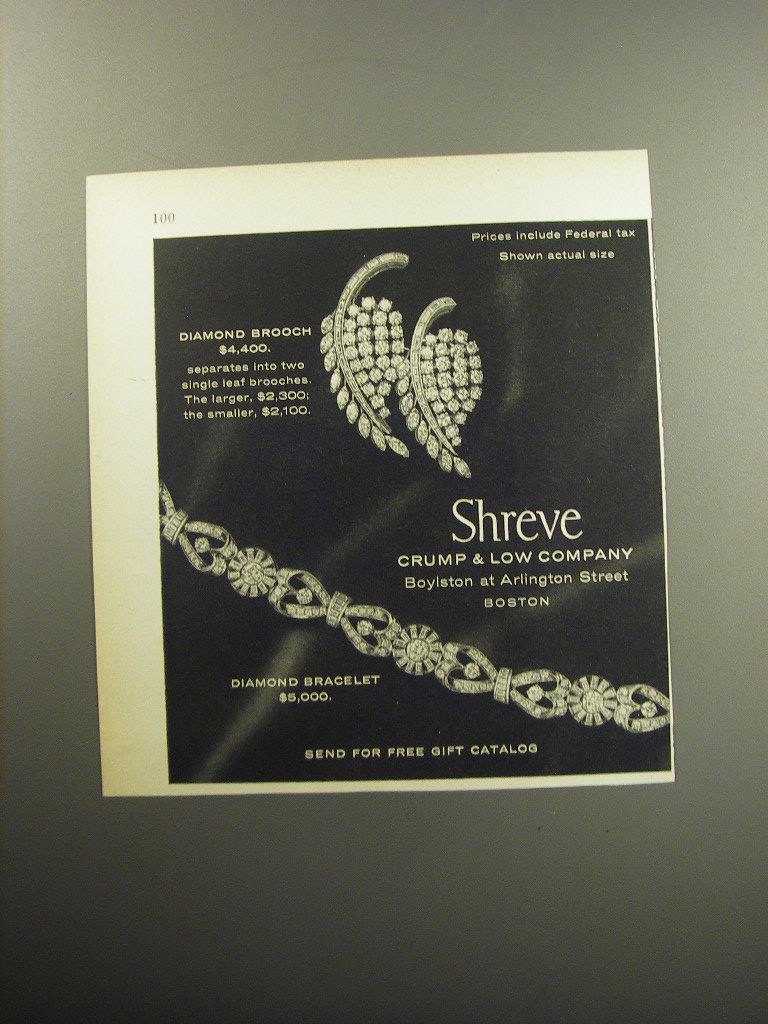 100
Prices include Federal tax
Shown actual size
DIAMOND BROOCH
$4,400.
separates into two
single leaf brooches.
The larger, $2,300;
the smaller, $2,100.
Shreve
CRUMP & LOW COMPANY
Boylston at Arlington Street
BOSTON
DIAMOND BRACELET
$5,000.
SEND FOR FREE GIFT CATALOG